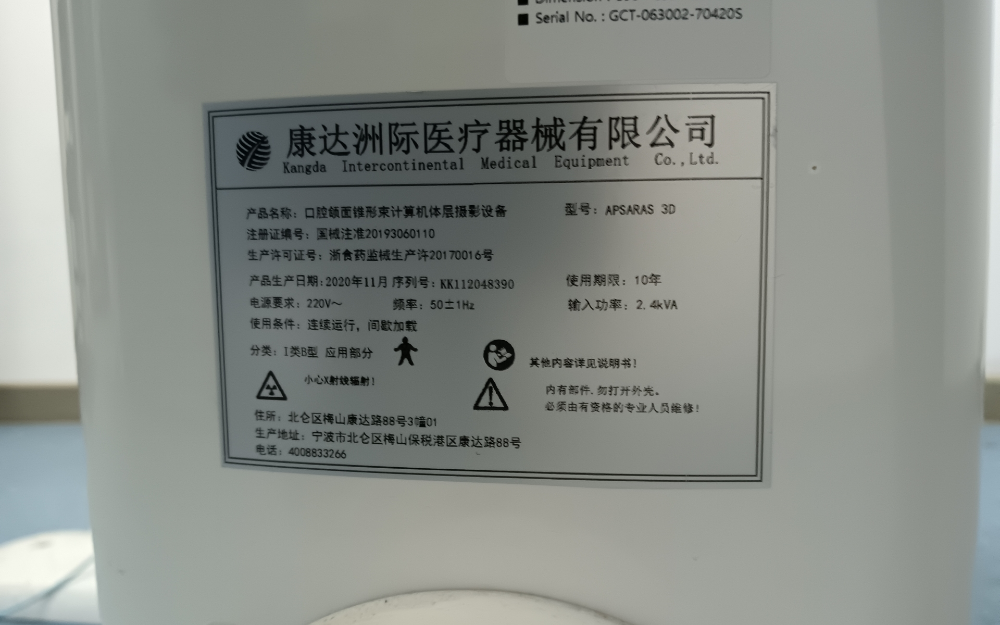 Serial No. : GCT-063002-70420S
康达洲际医疗器械有限公司
Kangda Intercontinental Medical Equipment Co.,Ltd.
产品名称：口腔颌面锥形束计算机体层摄影设备 型号：APSARAS 3D
注册证编号：国械注准20193060110
生产许可证号：浙食药监械生产许20170016号
产品生产日期:2020年11月 序列号：KK112048390 使用期限：10年
电源要求：220V～ 频率：50±1Hz 输入功率：2.4kVA
使用条件：连续运行，间歇加载
分类：I类B型 应用部分
其他内容详见说明书！
小心X射线辐射！
内有部件.勿打开外壳。
必须由有资格的专业人员维修！
住所：北仑区梅山康达路88号3幢01
生产地址：宁波市北仑区梅山保税港区康达路88号
电话：4008833266